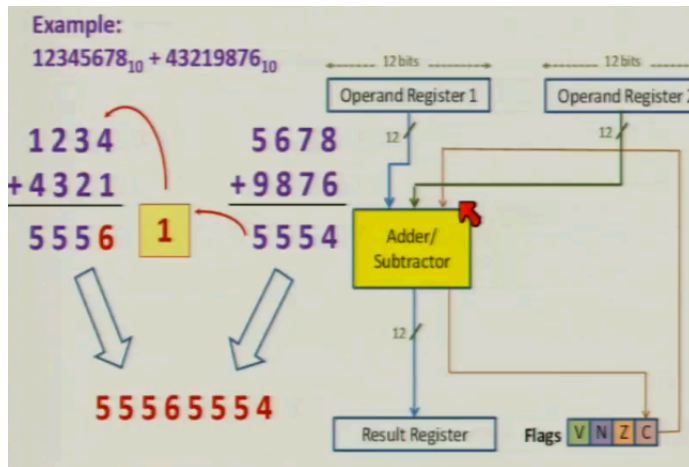 Example:
12345678₁₀ + 43219876₁₀
1234
+4321
5556
1
5678
+9876
5554
55565554
12 bits
12 bits
Operand Register 1
Operand Register
12
12
Adder/
Subtractor
12
Result Register
Flags V N Z C